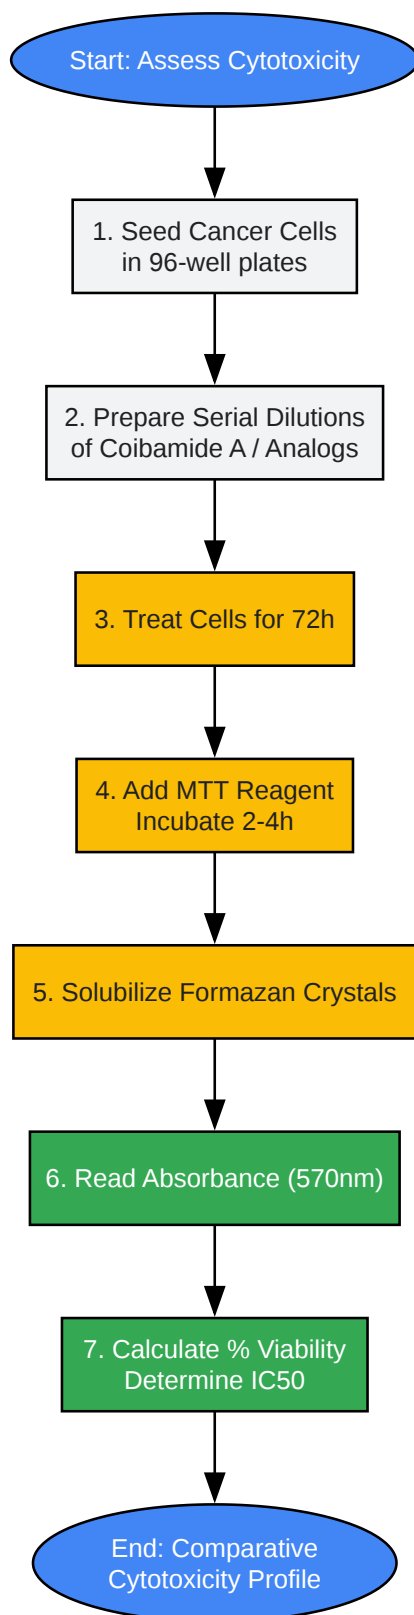 Start: Assess Cytotoxicity
1. Seed Cancer Cells
in 96-well plates
2. Prepare Serial Dilutions
of Coibamide A / Analogs
3. Treat Cells for 72h
4. Add MTT Reagent
Incubate 2-4h
5. Solubilize Formazan Crystals
6. Read Absorbance (570nm)
7. Calculate % Viability
Determine IC50
End: Comparative
Cytotoxicity Profile